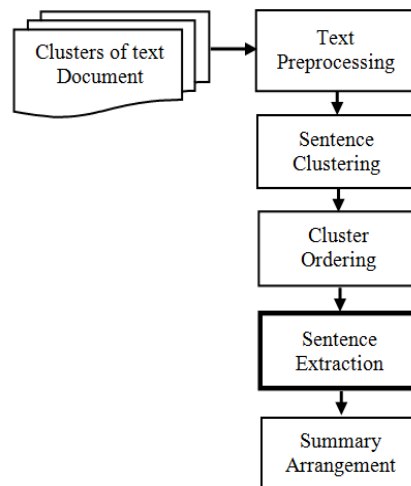 Clusters of text
Document
Text
Preprocessing
Sentence
Clustering
Cluster
Ordering
Sentence
Extraction
Summary
Arrangement